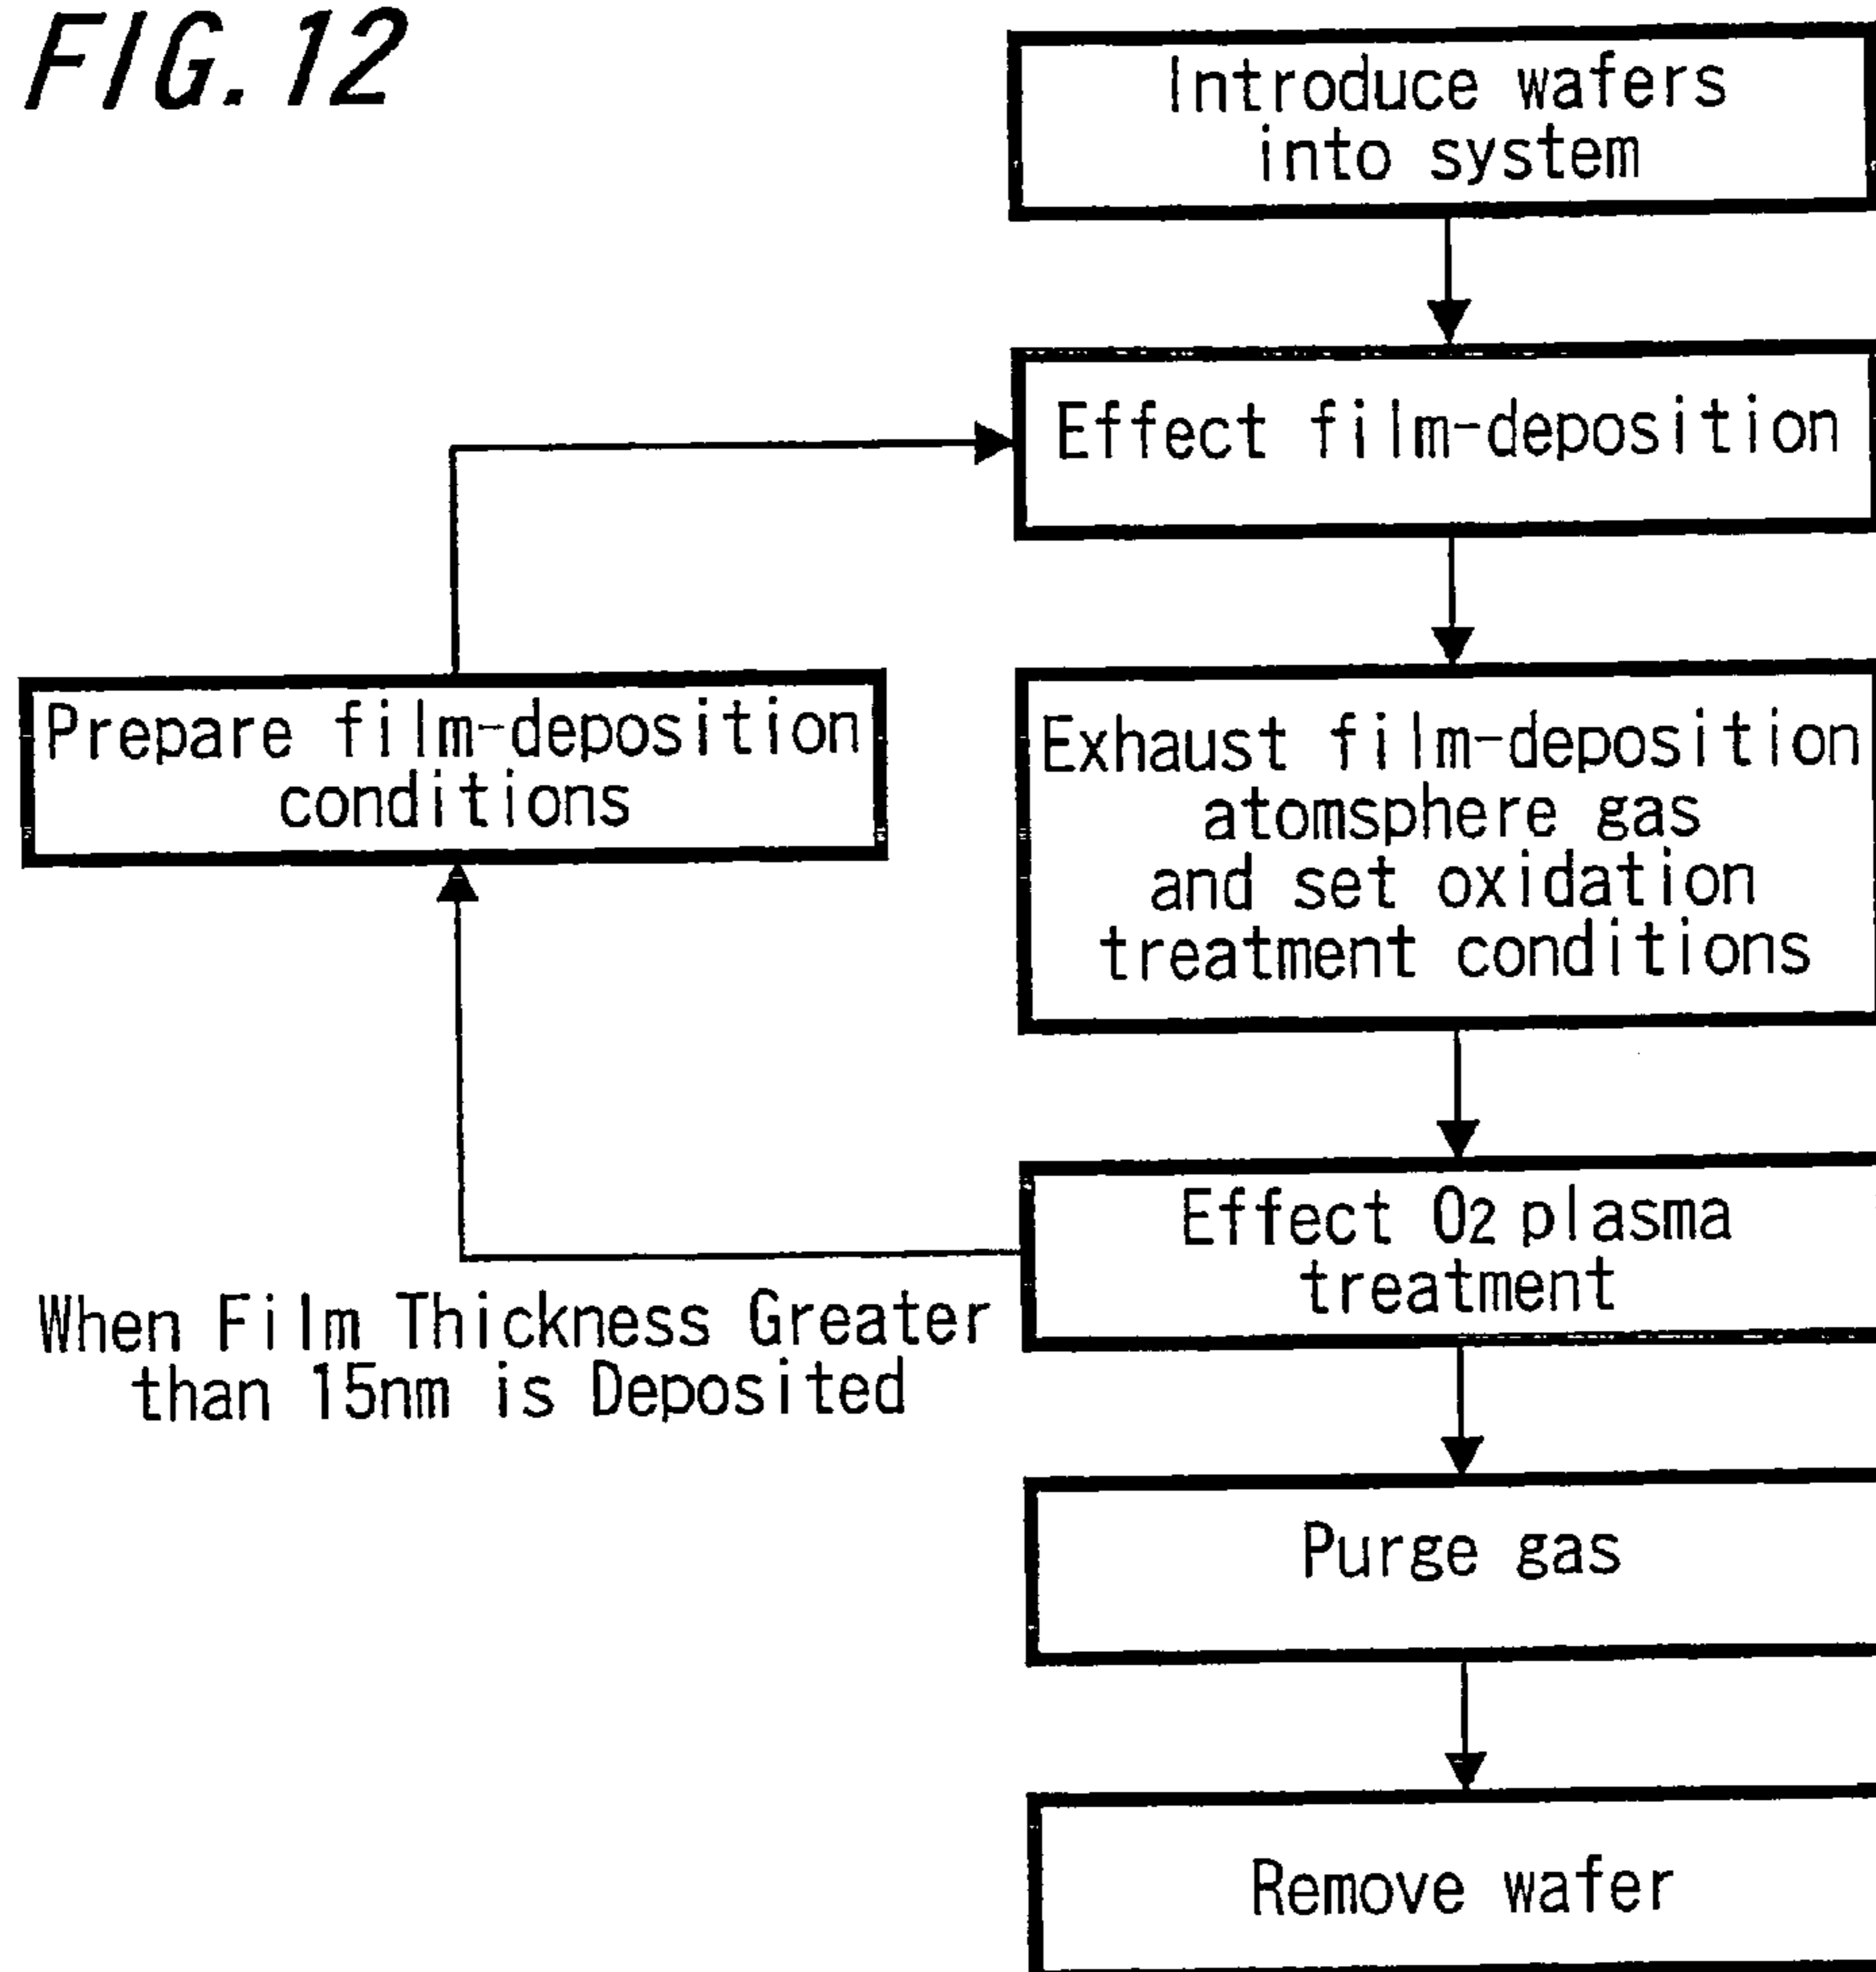 FIG. 12
Introduce wafers
into system
Effect film-deposition
Prepare film-deposition
conditions
Exhaust film-deposition
atomsphere gas
and set oxidation
treatment conditions
Effect O2 plasma
treatment
When Film Thickness Greater
than 15nm is Deposited
Purge gas
Remove wafer